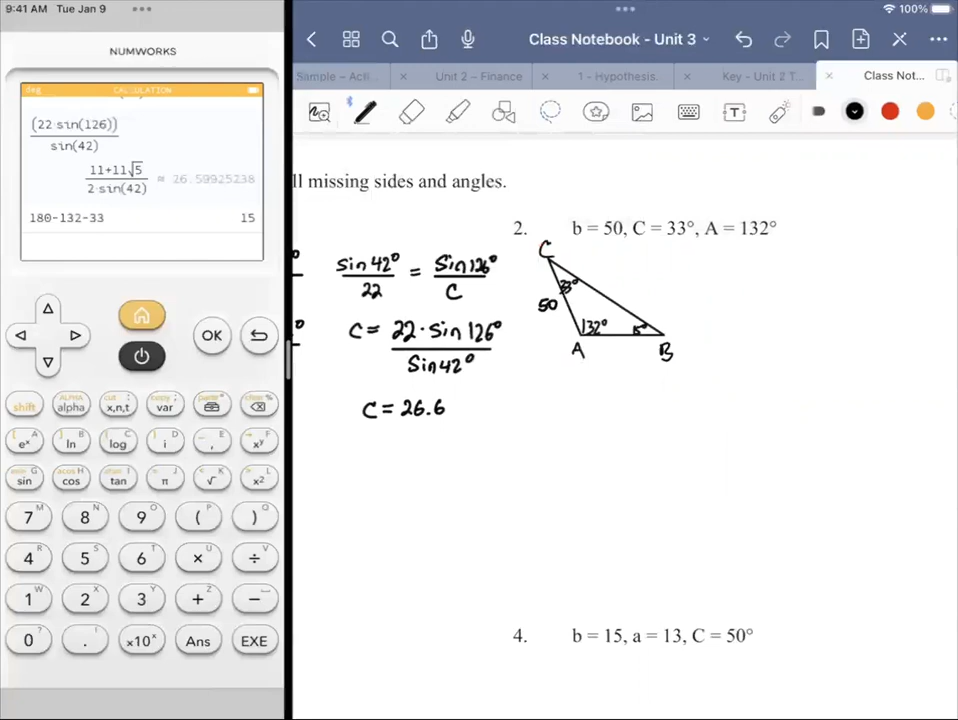 9:41 AM Tue Jan 9
100%
NUMWORKS
deg CALCULATION
(22·sin(126))
sin(42)
11+11√5
2·sin(42)
≈ 26.59925238
180-132-33
15
OK
shift alpha x,n,t var
e^x ln log i , x^y
sin cos tan π √ x²
7 8 9 ( )
4 5 6 × ÷
1 2 3 + −
0 . ×10^x Ans EXE
Class Notebook - Unit 3
Sample – Acti...
Unit 2 – Finance
1 - Hypothesis.
Key - Unit 2 T...
Class Not...
ll missing sides and angles.
sin 42° = sin 126°
22 C
C = 22 · sin 126°
sin 42°
C = 26.6
2. b = 50, C = 33°, A = 132°
C
33°
50
132°
A
B
4. b = 15, a = 13, C = 50°